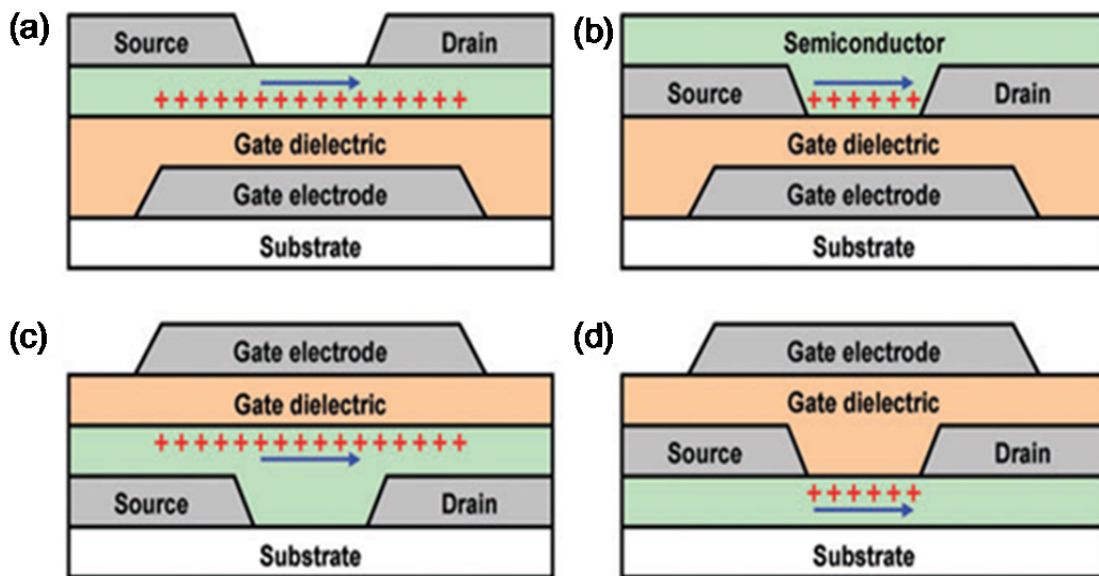 (a)
Source Drain
+ + + + + + + + + + + + + + + +
Gate dielectric
Gate electrode
Substrate
(b)
Semiconductor
Source Drain
+ + + + + +
Gate dielectric
Gate electrode
Substrate
(c)
Gate electrode
Gate dielectric
+ + + + + + + + + + + + + + + +
Source Drain
Substrate
(d)
Gate electrode
Gate dielectric
Source Drain
+ + + + + +
Substrate